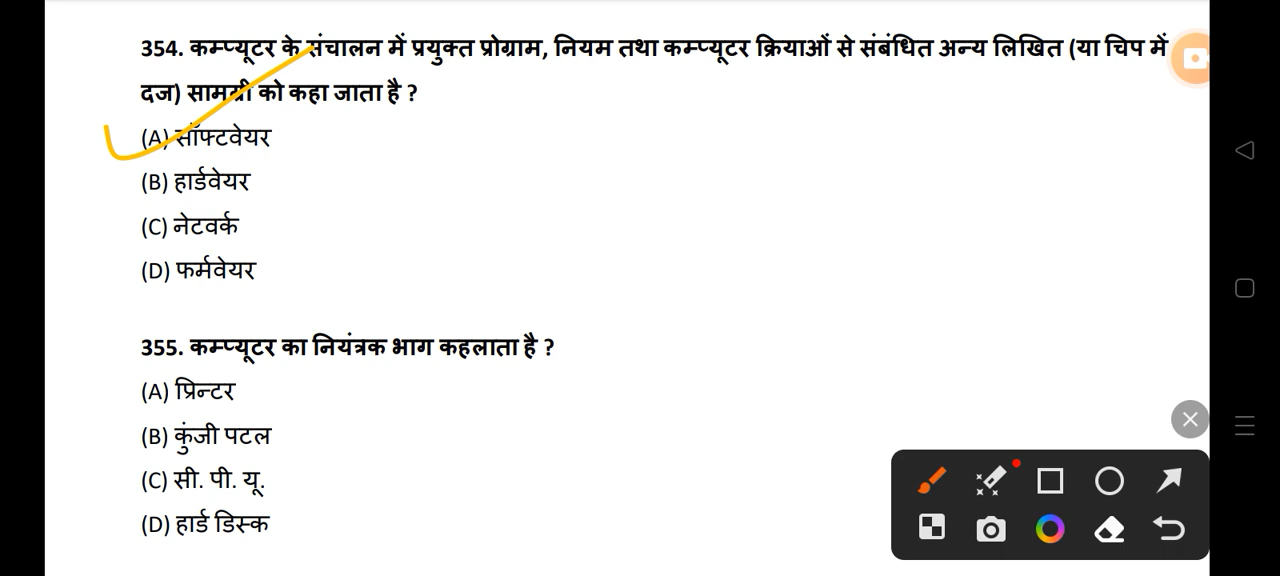 354. कम्प्यूटर के संचालन में प्रयुक्त प्रोग्राम, नियम तथा कम्प्यूटर क्रियाओं से संबंधित अन्य लिखित (या चिप में
दज) सामग्री को कहा जाता है ?
(A) सॉफ्टवेयर
(B) हार्डवेयर
(C) नेटवर्क
(D) फर्मवेयर
355. कम्प्यूटर का नियंत्रक भाग कहलाता है ?
(A) प्रिन्टर
(B) कुंजी पटल
(C) सी. पी. यू.
(D) हार्ड डिस्क